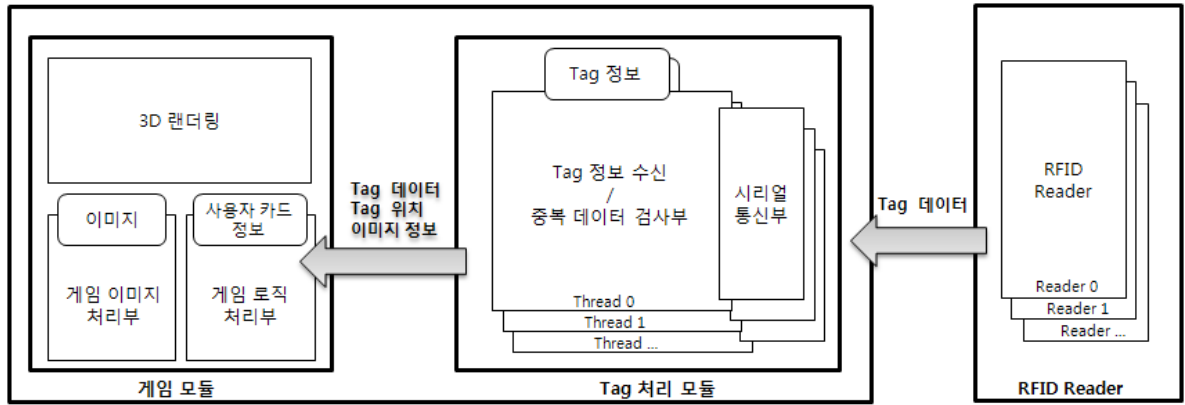 3D 랜더링
이미지
사용자 카드
정보
게임 이미지
처리부
게임 로직
처리부
게임 모듈
Tag 데이터
Tag 위치
이미지 정보
Tag 정보
Tag 정보 수신
/
중복 데이터 검사부
시리얼
통신부
Thread 0
Thread 1
Thread ...
Tag 처리 모듈
Tag 데이터
RFID
Reader
Reader 0
Reader 1
Reader ...
RFID Reader